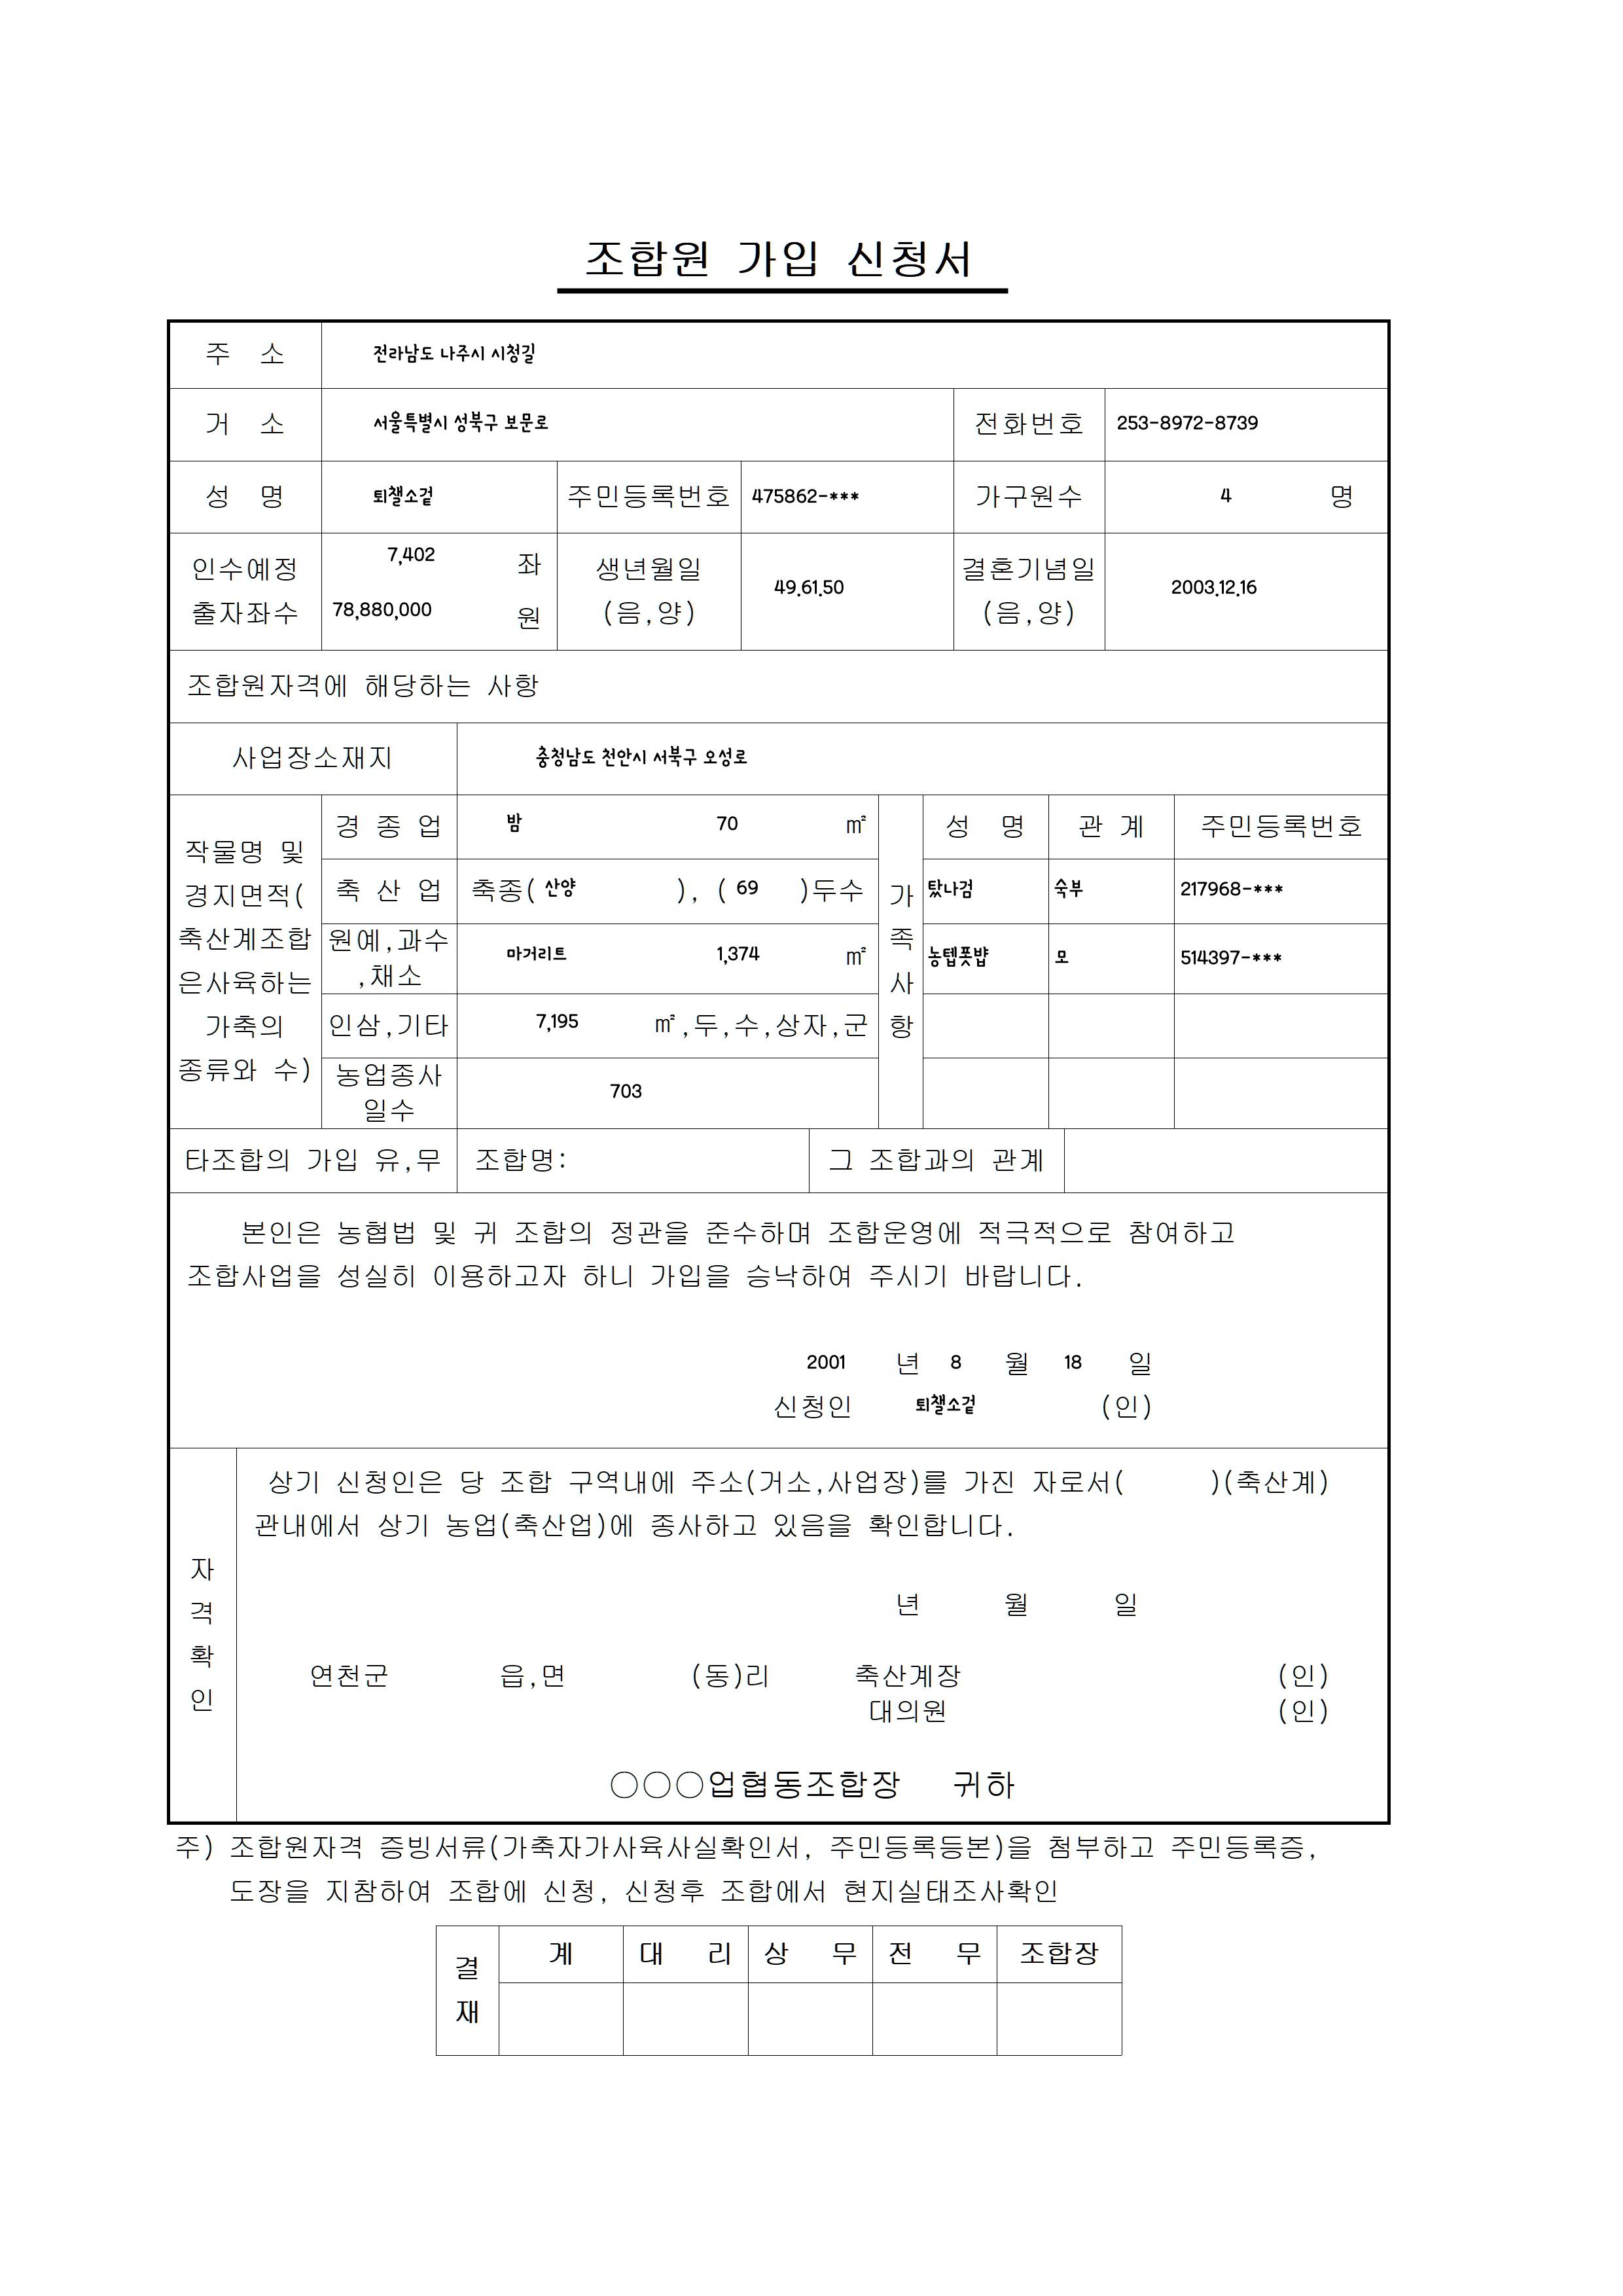 조합원 가입 신청서
주 소 전라남도 나주시 시청길
거 소 서울특별시 성북구 보문로 전화번호 253-8972-8739
성 명 퇴챌소겉 주민등록번호 475862-*** 가구원수 4 명
인수예정 출자좌수 7,402 좌 생년월일 (음,양) 49.61.50 결혼기념일 (음,양) 2003.12.16
78,880,000 원
조합원자격에 해당하는 사항
사업장소재지 충청남도 천안시 서북구 오성로
작물명 및
경지면적(
축산계조합
은사육하는
가축의
종류와 수)
경 종 업 밤 70 ㎡
축 산 업 축종( 산양 ), ( 69 )두수
원예,과수
,채소 마거리트 1,374 ㎡
인삼,기타 7,195 ㎡,두,수,상자,군
농업종사
일수 703
가
족
사
항
성 명 관 계 주민등록번호
탔나검 숙부 217968-***
농텝풋뱝 모 514397-***
타조합의 가입 유,무 조합명: 그 조합과의 관계
본인은 농협법 및 귀 조합의 정관을 준수하며 조합운영에 적극적으로 참여하고
조합사업을 성실히 이용하고자 하니 가입을 승낙하여 주시기 바랍니다.
2001 년 8 월 18 일
신청인 퇴챌소겉 (인)
자
격
확
인
상기 신청인은 당 조합 구역내에 주소(거소,사업장)를 가진 자로서( )(축산계)
관내에서 상기 농업(축산업)에 종사하고 있음을 확인합니다.
년 월 일
연천군 읍,면 (동)리 축산계장 (인)
대의원 (인)
○○○업협동조합장 귀하
주) 조합원자격 증빙서류(가축자가사육사실확인서, 주민등록등본)을 첨부하고 주민등록증,
도장을 지참하여 조합에 신청, 신청후 조합에서 현지실태조사확인
결
재
계 대 리 상 무 전 무 조합장